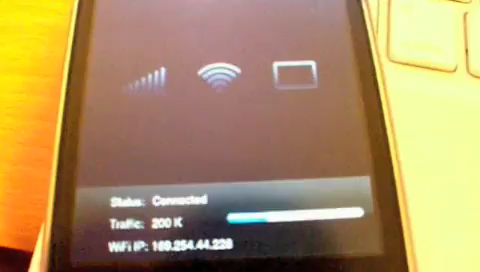 Status: Connected
Traffic: 200 K
WiFi IP: 169.254.44.228